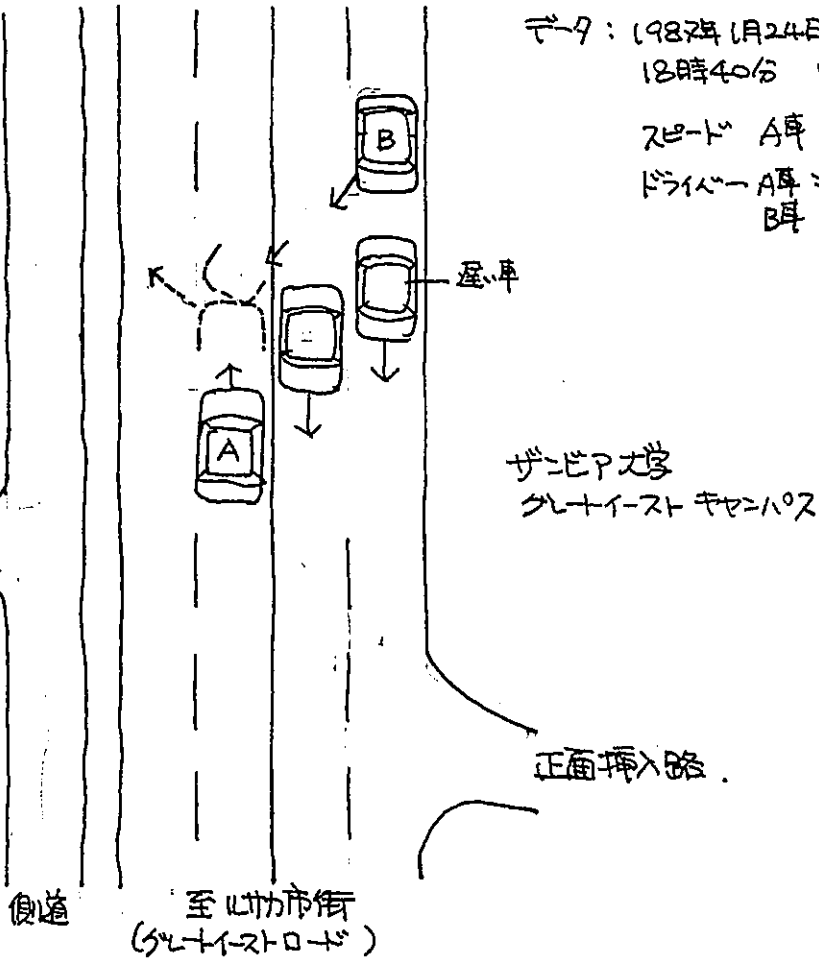 データ: 1987年1月24日
18時40分
スピード A車
ドライバー A車:
B車
B
遅い車
A
ザンビア大学
グレートイースト キャンパス
正面挿入路.
側道
至ルサカ市街
(グレートイーストロード)